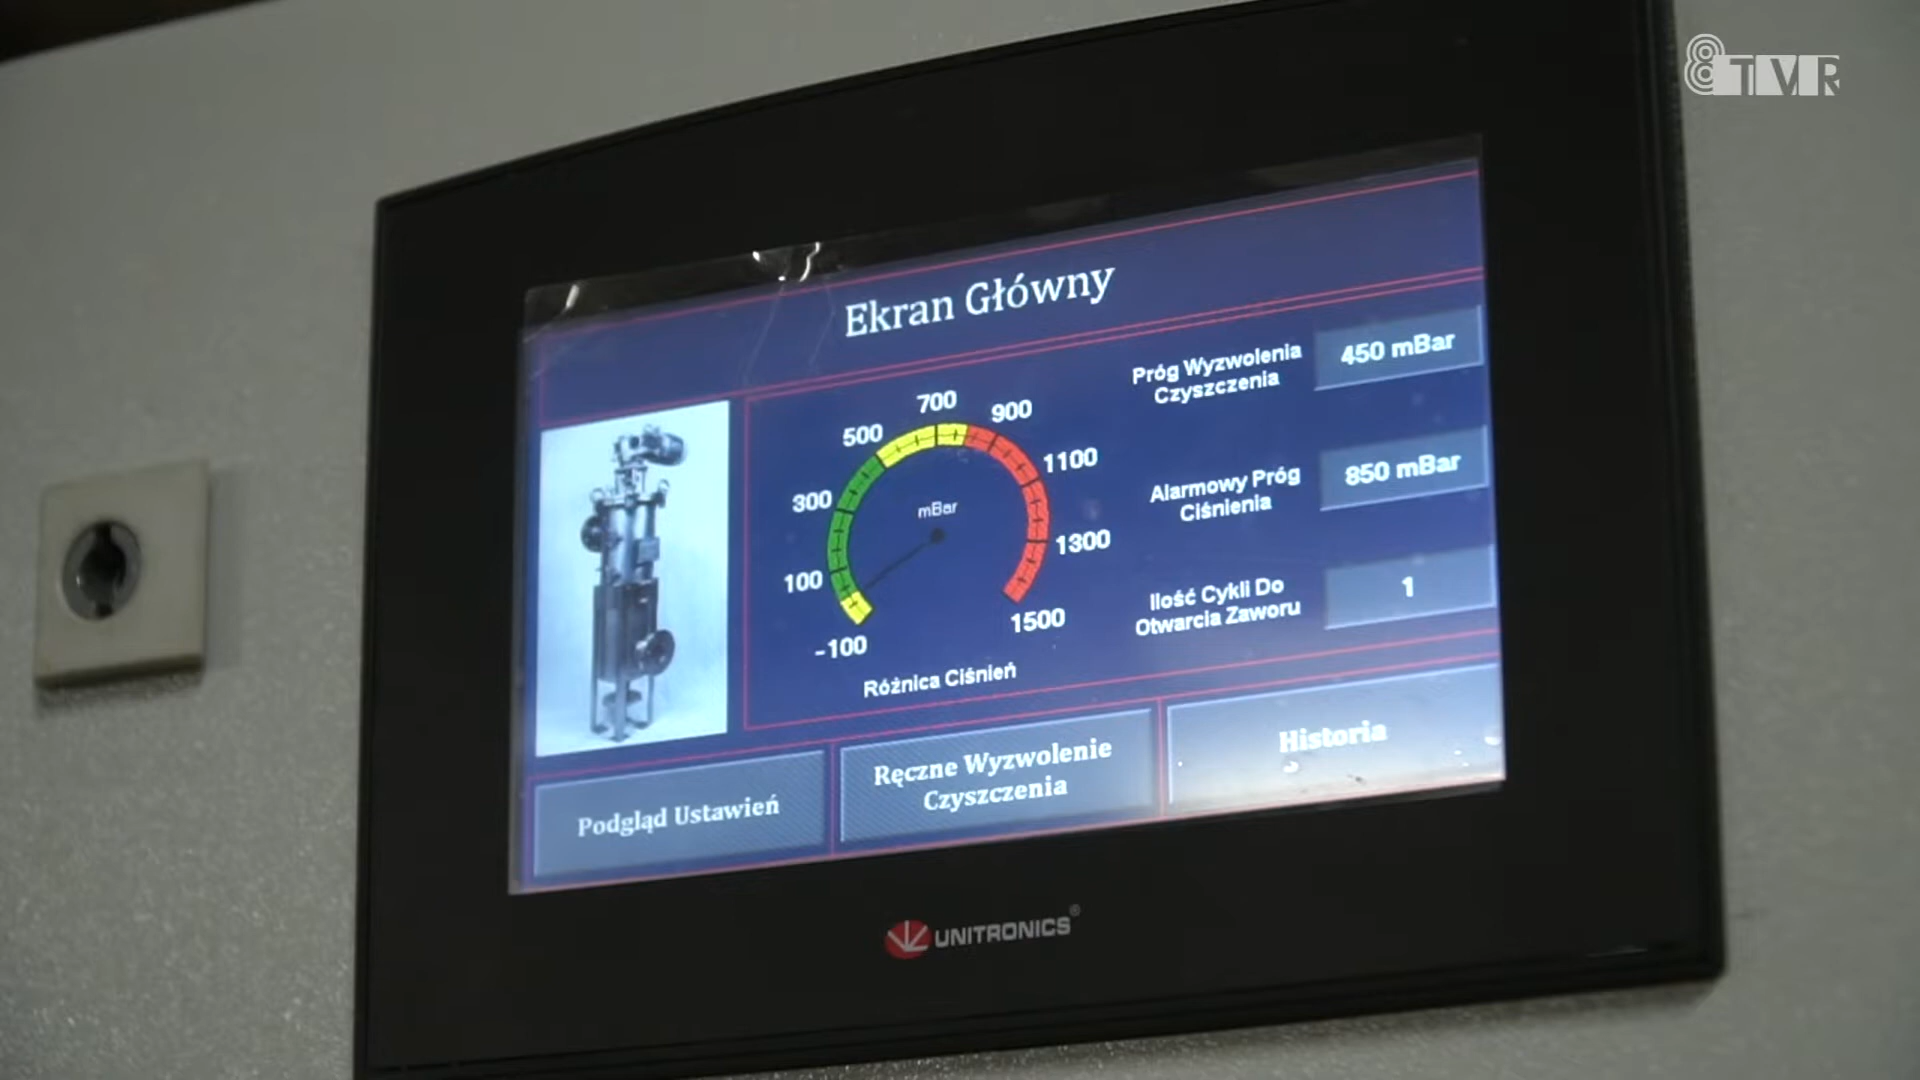 8TVR
Ekran Główny
Próg Wyzwolenia
Czyszczenia
450 mBar
Alarmowy Próg
Ciśnienia
850 mBar
Ilość Cykli Do
Otwarcia Zaworu
1
-100
100
300
500
700
900
1100
1300
1500
mBar
Różnica Ciśnień
Podgląd Ustawień
Ręczne Wyzwolenie
Czyszczenia
Historia
UNITRONICS®